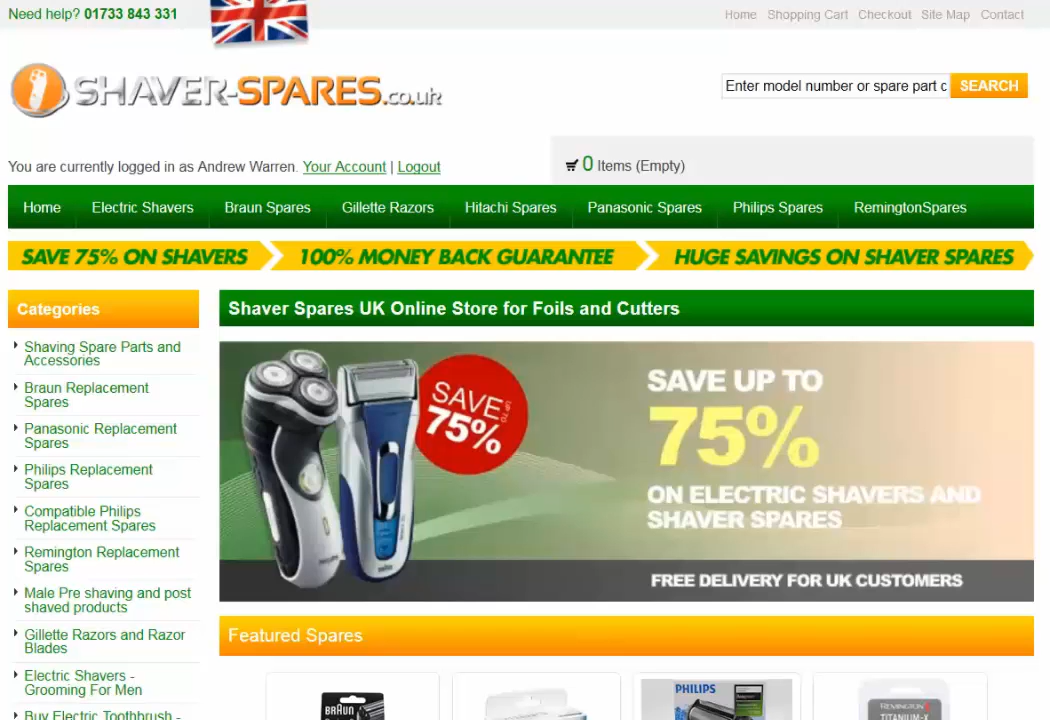 Need help? 01733 843 331
Home Shopping Cart Checkout Site Map Contact
SHAVER-SPARES.co.uk
Enter model number or spare part c SEARCH
You are currently logged in as Andrew Warren. Your Account | Logout
0 Items (Empty)
Home Electric Shavers Braun Spares Gillette Razors Hitachi Spares Panasonic Spares Philips Spares RemingtonSpares
SAVE 75% ON SHAVERS 100% MONEY BACK GUARANTEE HUGE SAVINGS ON SHAVER SPARES
Categories
Shaving Spare Parts and
Accessories
Braun Replacement
Spares
Panasonic Replacement
Spares
Philips Replacement
Spares
Compatible Philips
Replacement Spares
Remington Replacement
Spares
Male Pre shaving and post
shaved products
Gillette Razors and Razor
Blades
Electric Shavers -
Grooming For Men
Buy Electric Toothbrush -
Shaver Spares UK Online Store for Foils and Cutters
SAVE UP TO
75%
SAVE UP TO
75%
ON ELECTRIC SHAVERS AND
SHAVER SPARES
FREE DELIVERY FOR UK CUSTOMERS
Featured Spares
BRAUN
PHILIPS
REMINGTON
TITANIUM-X